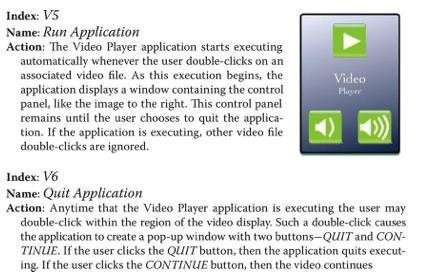 Index: V5
Name: Run Application
Action: The Video Player application starts executing
automatically whenever the user double-clicks on an
associated video file. As this execution begins, the
application displays a window containing the control
panel, like the image to the right. This control panel
remains until the user chooses to quit the applica-
tion. If the application is executing, other video file
double-clicks are ignored.
Video
Player
Index: V6
Name: Quit Application
Action: Anytime that the Video Player application is executing the user may
double-click within the region of the video display. Such a double-click causes
the application to create a pop-up window with two buttons—QUIT and CON-
TINUE. If the user clicks the QUIT button, then the application quits execut-
ing. If the user clicks the CONTINUE button, then the video continues